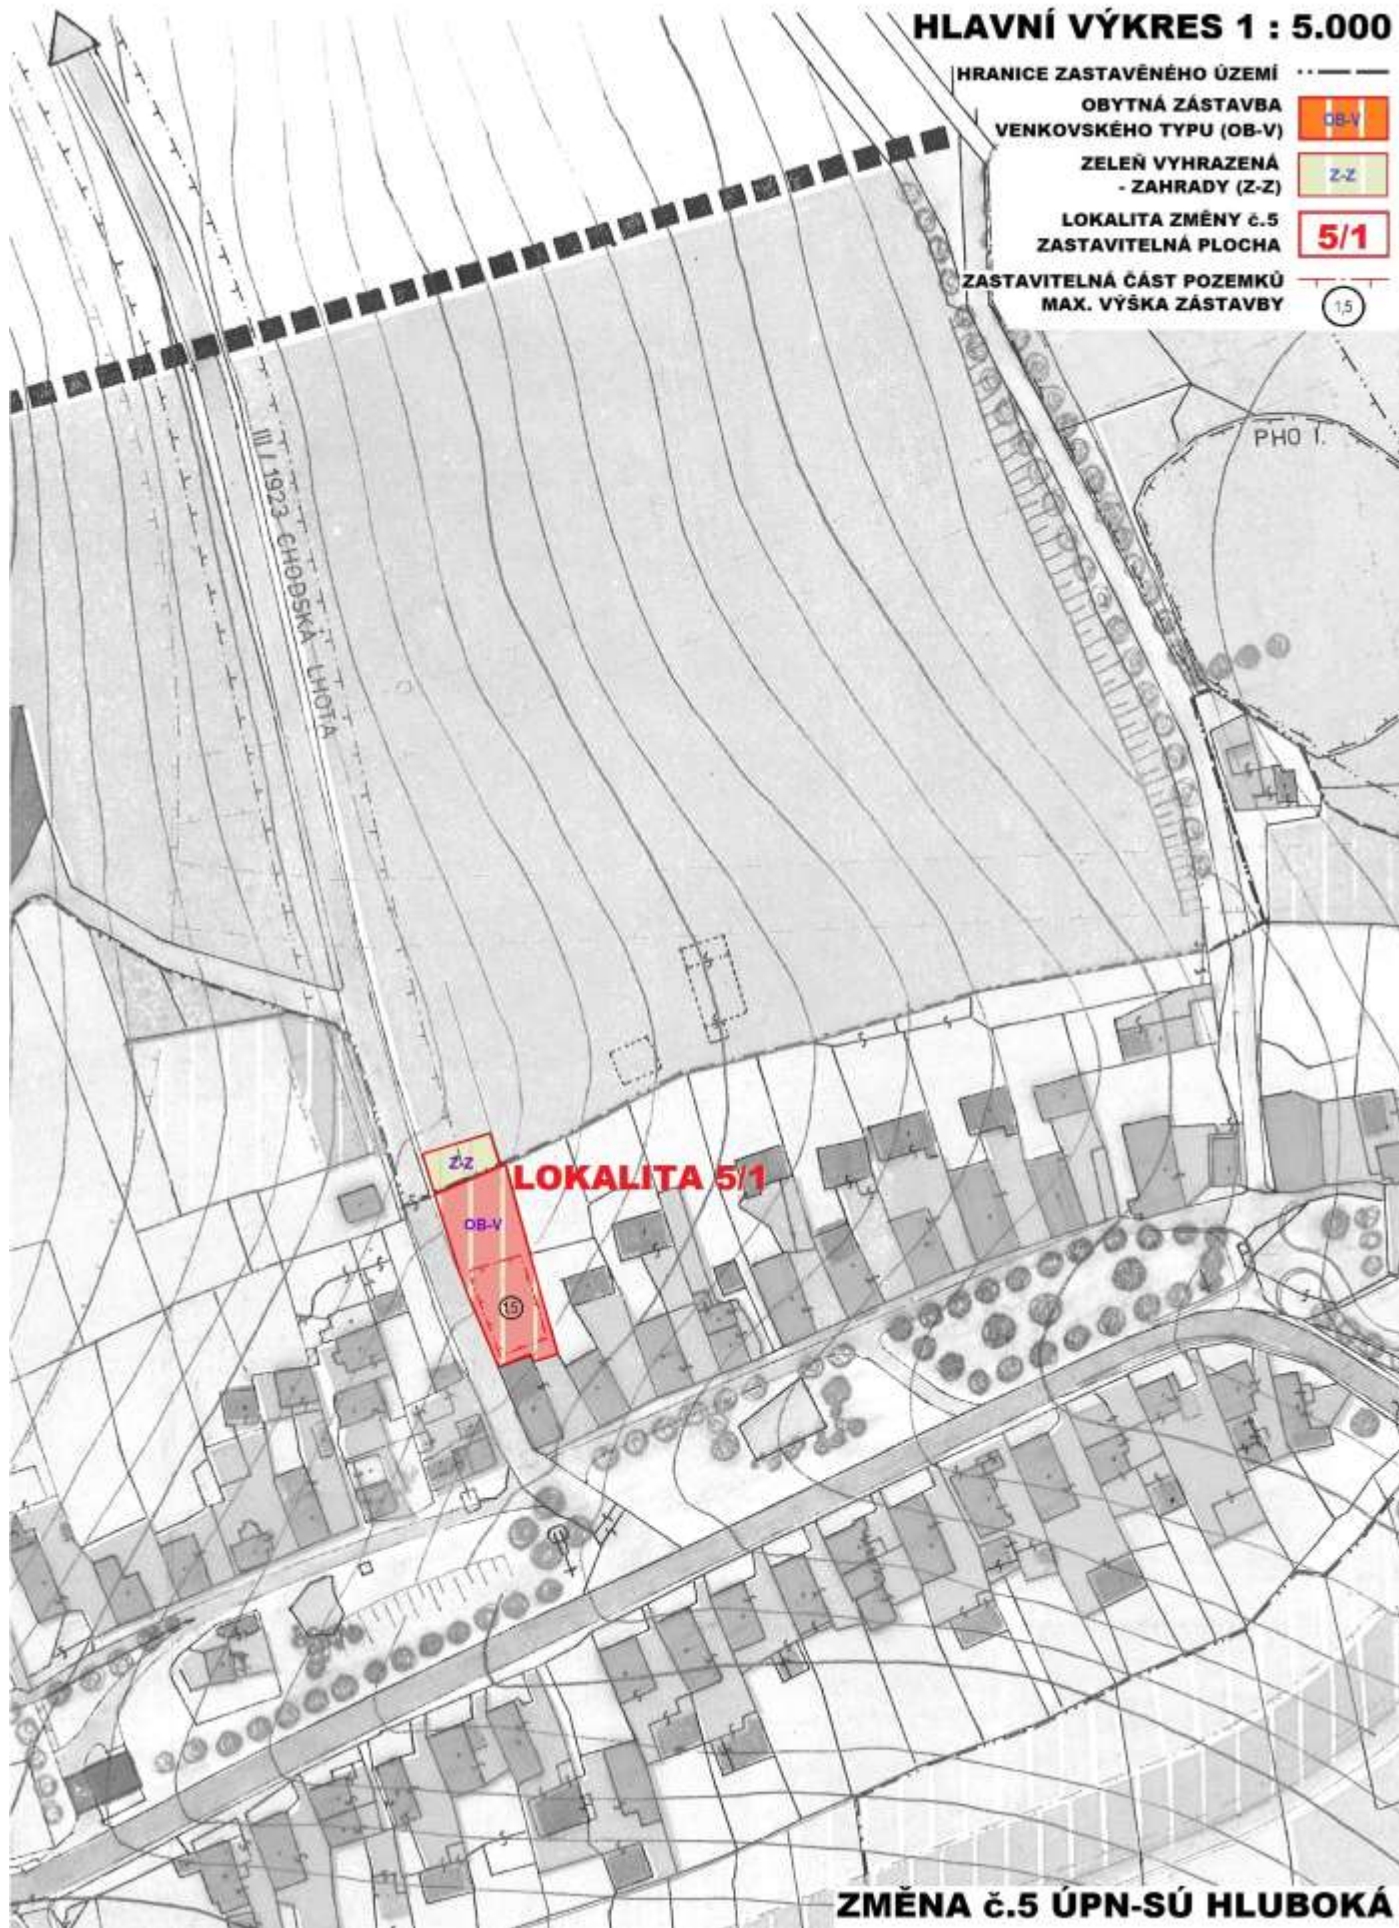 HLAVNÍ VÝKRES 1 : 5.000
HRANICE ZASTAVĚNÉHO ÚZEMÍ
OBYTNÁ ZÁSTAVBA
VENKOVSKÉHO TYPU (OB-V)
OB-V
ZELEŇ VYHRAZENÁ
- ZAHRADY (Z-Z)
Z-Z
LOKALITA ZMĚNY č.5
ZASTAVITELNÁ PLOCHA
5/1
ZASTAVITELNÁ ČÁST POZEMKŮ
MAX. VÝŠKA ZÁSTAVBY
1,5
PHO I.
III / 1923 CHODSKÁ LHOTA
Z-Z
LOKALITA 5/1
OB-V
1,5
ZMĚNA č.5 ÚPN-SÚ HLUBOKÁ